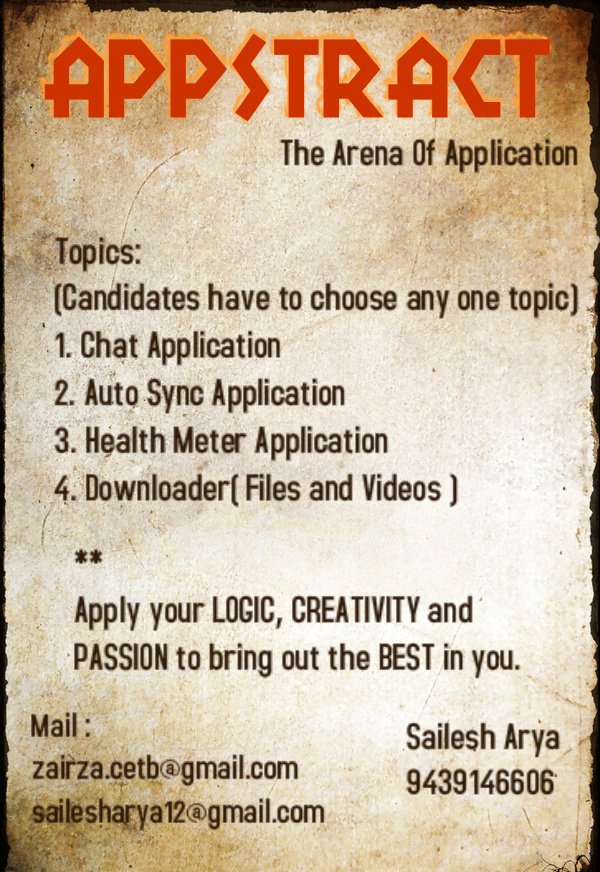 APPSTRACT
The Arena Of Application
Topics:
(Candidates have to choose any one topic)
1. Chat Application
2. Auto Sync Application
3. Health Meter Application
4. Downloader( Files and Videos )
**
Apply your LOGIC, CREATIVITY and
PASSION to bring out the BEST in you.
Mail :
zairza.cetb@gmail.com
sailesharya12@gmail.com
Sailesh Arya
9439146606